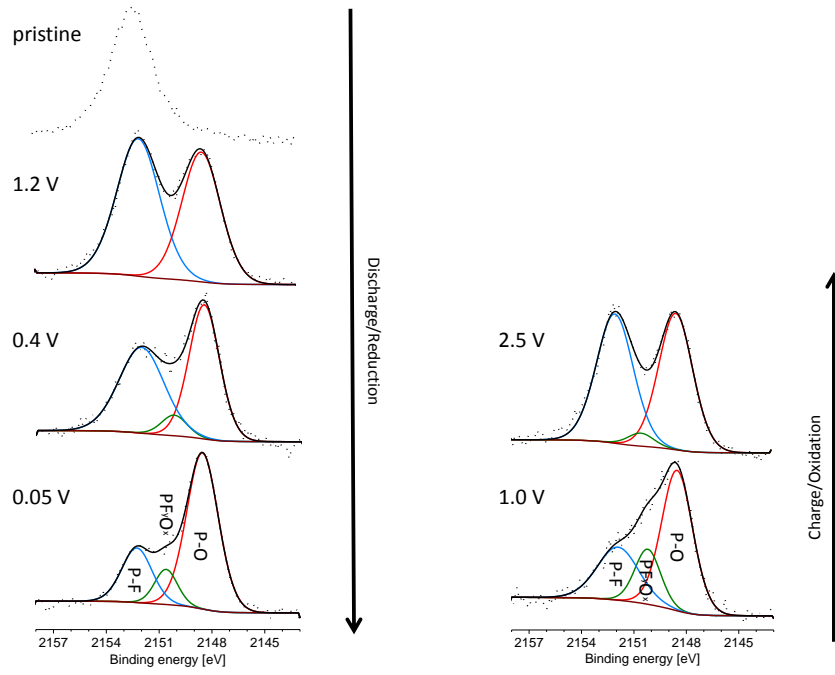 pristine
1.2 V
0.4 V
0.05 V
P-F
PFyOx
P-O
2157 2154 2151 2148 2145
Binding energy [eV]
Discharge/Reduction
2.5 V
1.0 V
P-F
PFyOx
P-O
2157 2154 2151 2148 2145
Binding energy [eV]
Charge/Oxidation